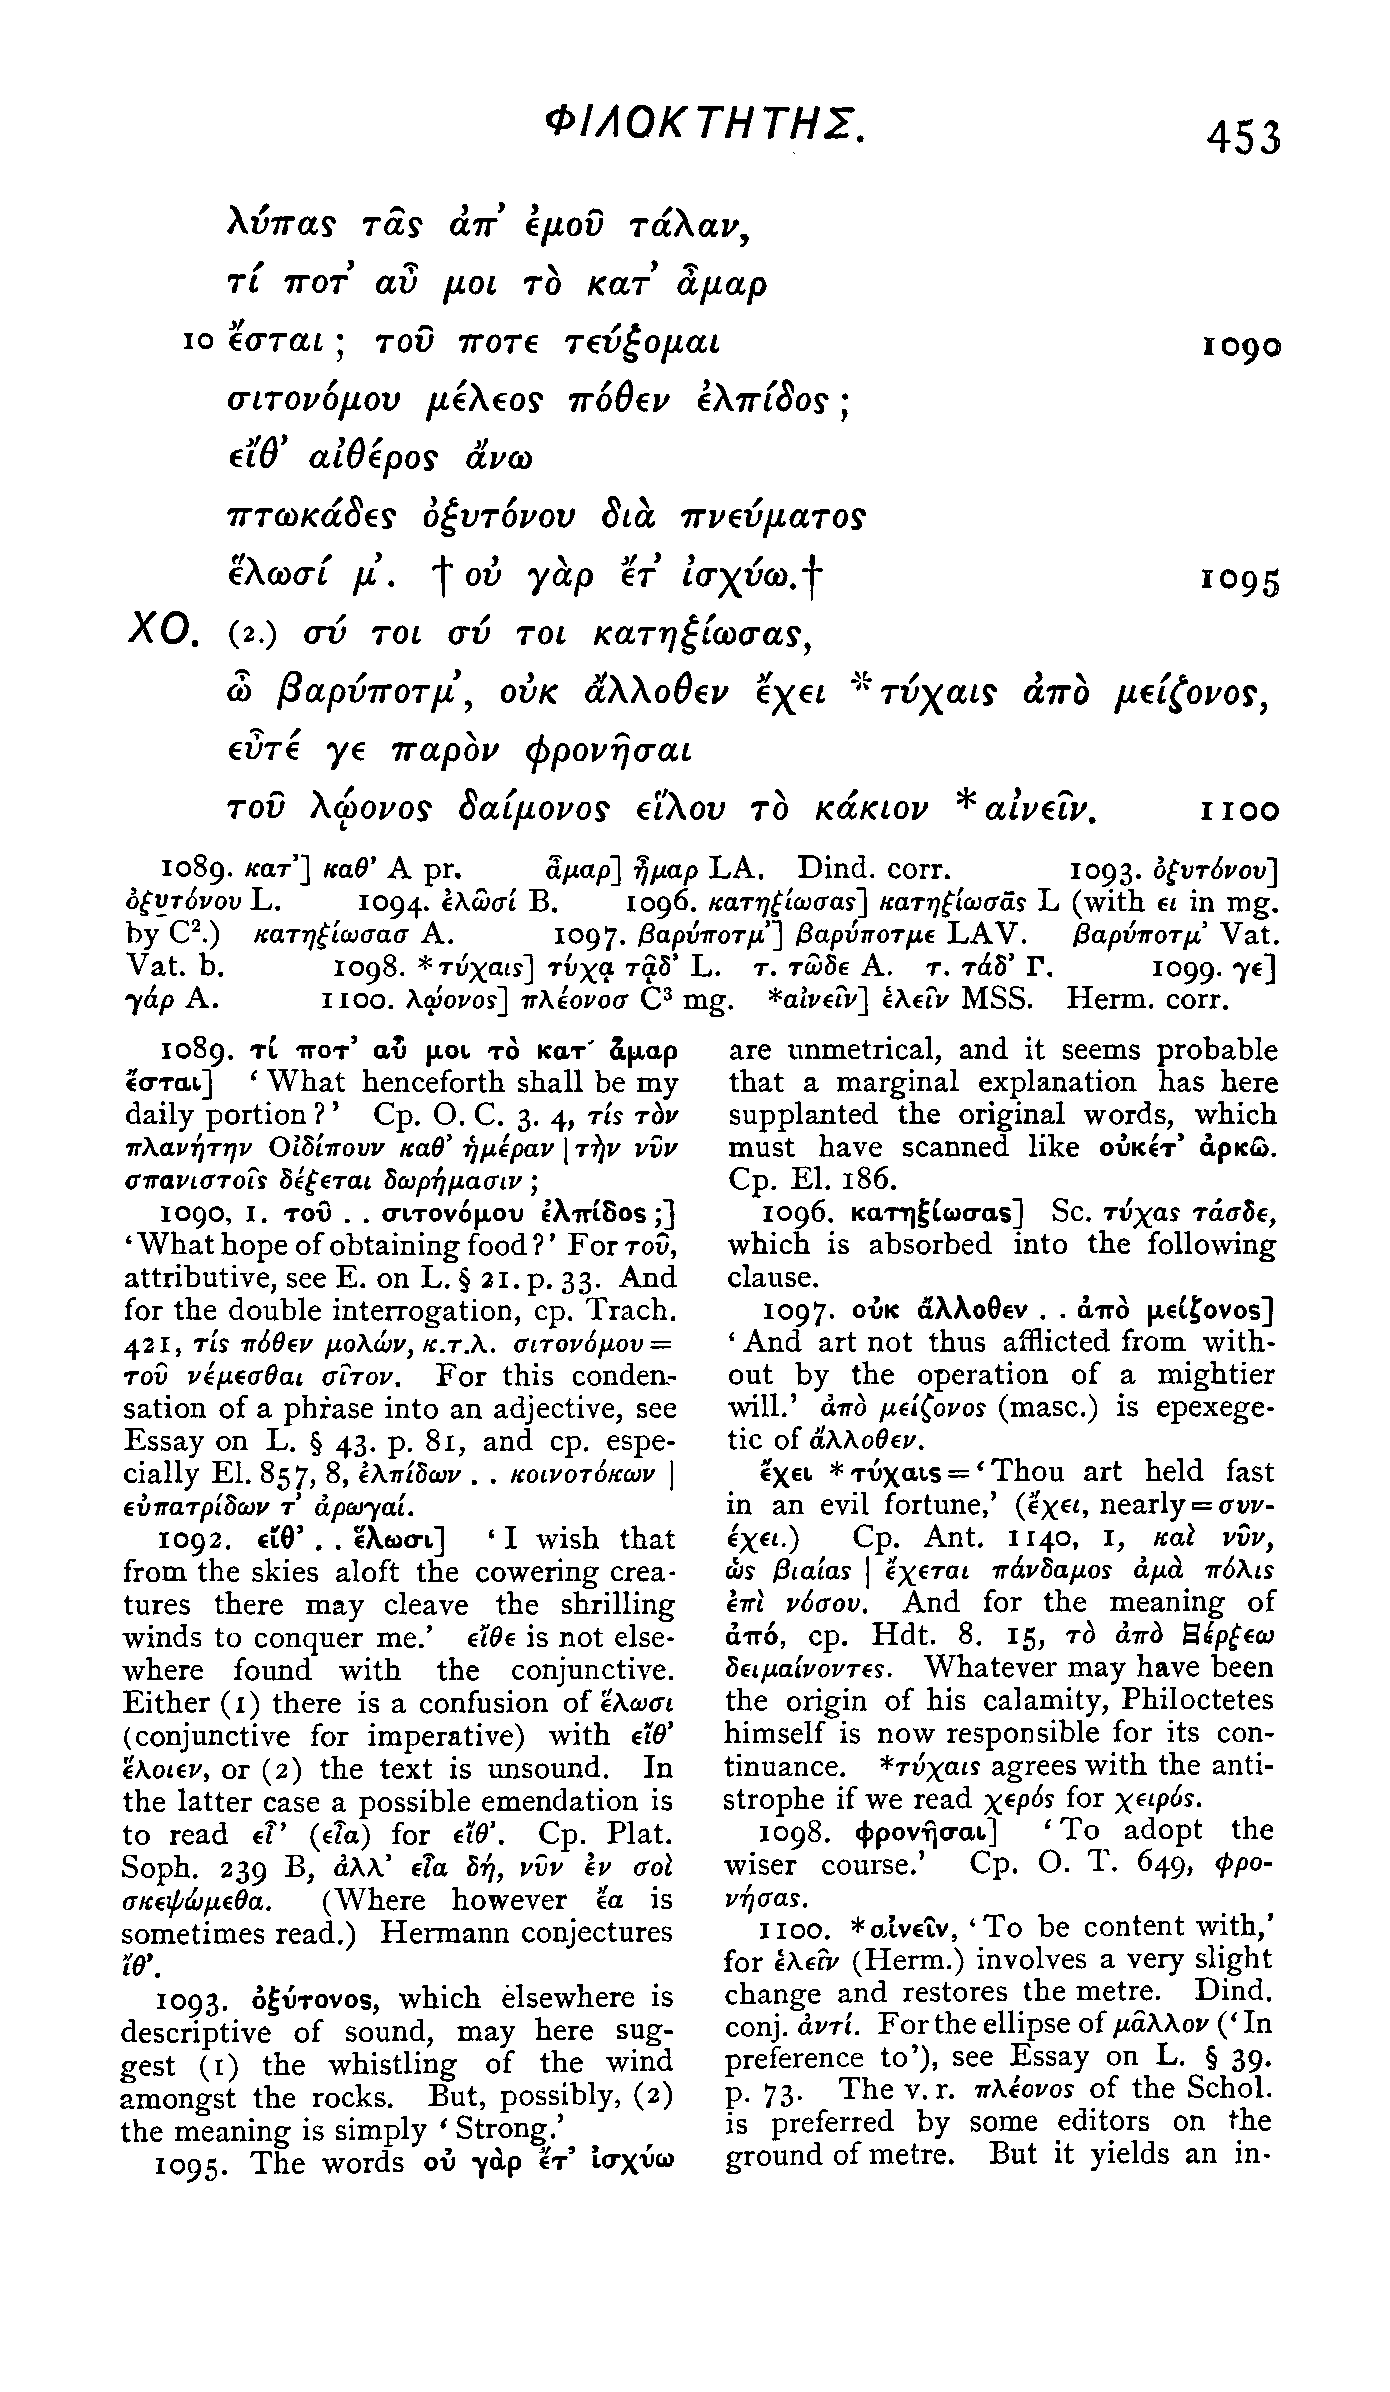 ΦΙΛΟΚΤΗΤΗΣ.
453
λύπας τᾶς ἀπ’ ἐμοῦ τάλαν,
τί ποτ’ αὖ μοι τὸ κατ’ ἆμαρ
10 ἔσται ; τοῦ ποτε τεύξομαι 1090
σιτονόμου μέλεος πόθεν ἐλπίδος ;
εἴθ’ αἰθέρος ἄνω
πτωκάδες ὀξυτόνου διὰ πνεύματος
ἕλωσί μ’. † οὐ γὰρ ἔτ’ ἰσχύω.† 1095
ΧΟ. (2.) σύ τοι σύ τοι κατηξίωσας,
ὦ βαρύποτμ’, οὐκ ἄλλοθεν ἔχει *τύχαις ἀπὸ μείζονος,
εὖτέ γε παρὸν φρονῆσαι
τοῦ λῴονος δαίμονος εἵλου τὸ κάκιον *αἰνεῖν. 1100
1089. κατ’] καθ’ A pr. ἆμαρ] ἦμαρ LA. Dind. corr. 1093. ὀξυτόνου]
ὀξυτόνου L. 1094. ἐλῶσί B. 1096. κατηξίωσας] κατηξίωσᾶς L (with ει in mg.
by C². ) κατηξίωσασ A. 1097. βαρύποτμ’] βαρύποτμε LAV. βαρύποτμ’ Vat.
Vat. b. 1098. *τύχαις] τύχᾳ τᾷδ’ L. τ. τῶδε A. τ. τάδ’ Γ. 1099. γε]
γάρ A. 1100. λῴονος] πλέονοσ C³ mg. *αἰνεῖν] ἑλεῖν MSS. Herm. corr.
1089. τί ποτ’ αὖ μοι τὸ κατ’ ἆμαρ
ἔσται] ‘What henceforth shall be my
daily portion?’ Cp. O. C. 3. 4, τίς τὸν
πλανήτην Οἰδίπουν καθ’ ἡμέραν | τὴν νῦν
σπανιστοῖς δέξεται δωρήμασιν ;
1090, 1. τοῦ . . σιτονόμου ἐλπίδος ;]
‘What hope of obtaining food?’ For τοῦ,
attributive, see E. on L. § 21. p. 33. And
for the double interrogation, cp. Trach.
421, τίς πόθεν μολών, κ.τ.λ. σιτονόμου =
τοῦ νέμεσθαι σῖτον. For this conden-
sation of a phrase into an adjective, see
Essay on L. § 43. p. 81, and cp. espe-
cially El. 857, 8, ἐλπίδων . . κοινοτόκων |
εὐπατρίδων τ’ ἀρωγαί.
1092. εἴθ’ . . ἕλωσι] ‘I wish that
from the skies aloft the cowering crea-
tures there may cleave the shrilling
winds to conquer me.’ εἴθε is not else-
where found with the conjunctive.
Either (1) there is a confusion of ἕλωσι
(conjunctive for imperative) with εἴθ’
ἕλοιεν, or (2) the text is unsound. In
the latter case a possible emendation is
to read εἶ’ (εἶα) for εἴθ’. Cp. Plat.
Soph. 239 B, ἀλλ’ εἶα δή, νῦν ἐν σοὶ
σκεψώμεθα. (Where however ἔα is
sometimes read.) Hermann conjectures
ἴθ’.
1093. ὀξύτονος, which elsewhere is
descriptive of sound, may here sug-
gest (1) the whistling of the wind
amongst the rocks. But, possibly, (2)
the meaning is simply ‘Strong.’
1095. The words οὐ γὰρ ἔτ’ ἰσχύω
are unmetrical, and it seems probable
that a marginal explanation has here
supplanted the original words, which
must have scanned like οὐκέτ’ ἀρκῶ.
Cp. El. 186.
1096. κατηξίωσας] Sc. τύχας τάσδε,
which is absorbed into the following
clause.
1097. οὐκ ἄλλοθεν . . ἀπὸ μείζονος]
‘And art not thus afflicted from with-
out by the operation of a mightier
will.’ ἀπὸ μείζονος (masc.) is epexege-
tic of ἄλλοθεν.
ἔχει *τύχαις = ‘Thou art held fast
in an evil fortune,’ (ἔχει, nearly = συν-
έχει.) Cp. Ant. 1140, 1, καὶ νῦν,
ὡς βιαίας | ἔχεται πάνδαμος ἁμὰ πόλις
ἐπὶ νόσου. And for the meaning of
ἀπό, cp. Hdt. 8. 15, τὸ ἀπὸ Ξέρξεω
δειμαίνοντες. Whatever may have been
the origin of his calamity, Philoctetes
himself is now responsible for its con-
tinuance. *τύχαις agrees with the anti-
strophe if we read χερός for χειρός.
1098. φρονῆσαι] ‘To adopt the
wiser course.’ Cp. O. T. 649, φρο-
νήσας.
1100. *αἰνεῖν, ‘To be content with,’
for ἑλεῖν (Herm.) involves a very slight
change and restores the metre. Dind.
conj. ἀντί. For the ellipse of μᾶλλον (‘In
preference to’), see Essay on L. § 39.
p. 73. The v. r. πλέονος of the Schol.
is preferred by some editors on the
ground of metre. But it yields an in-